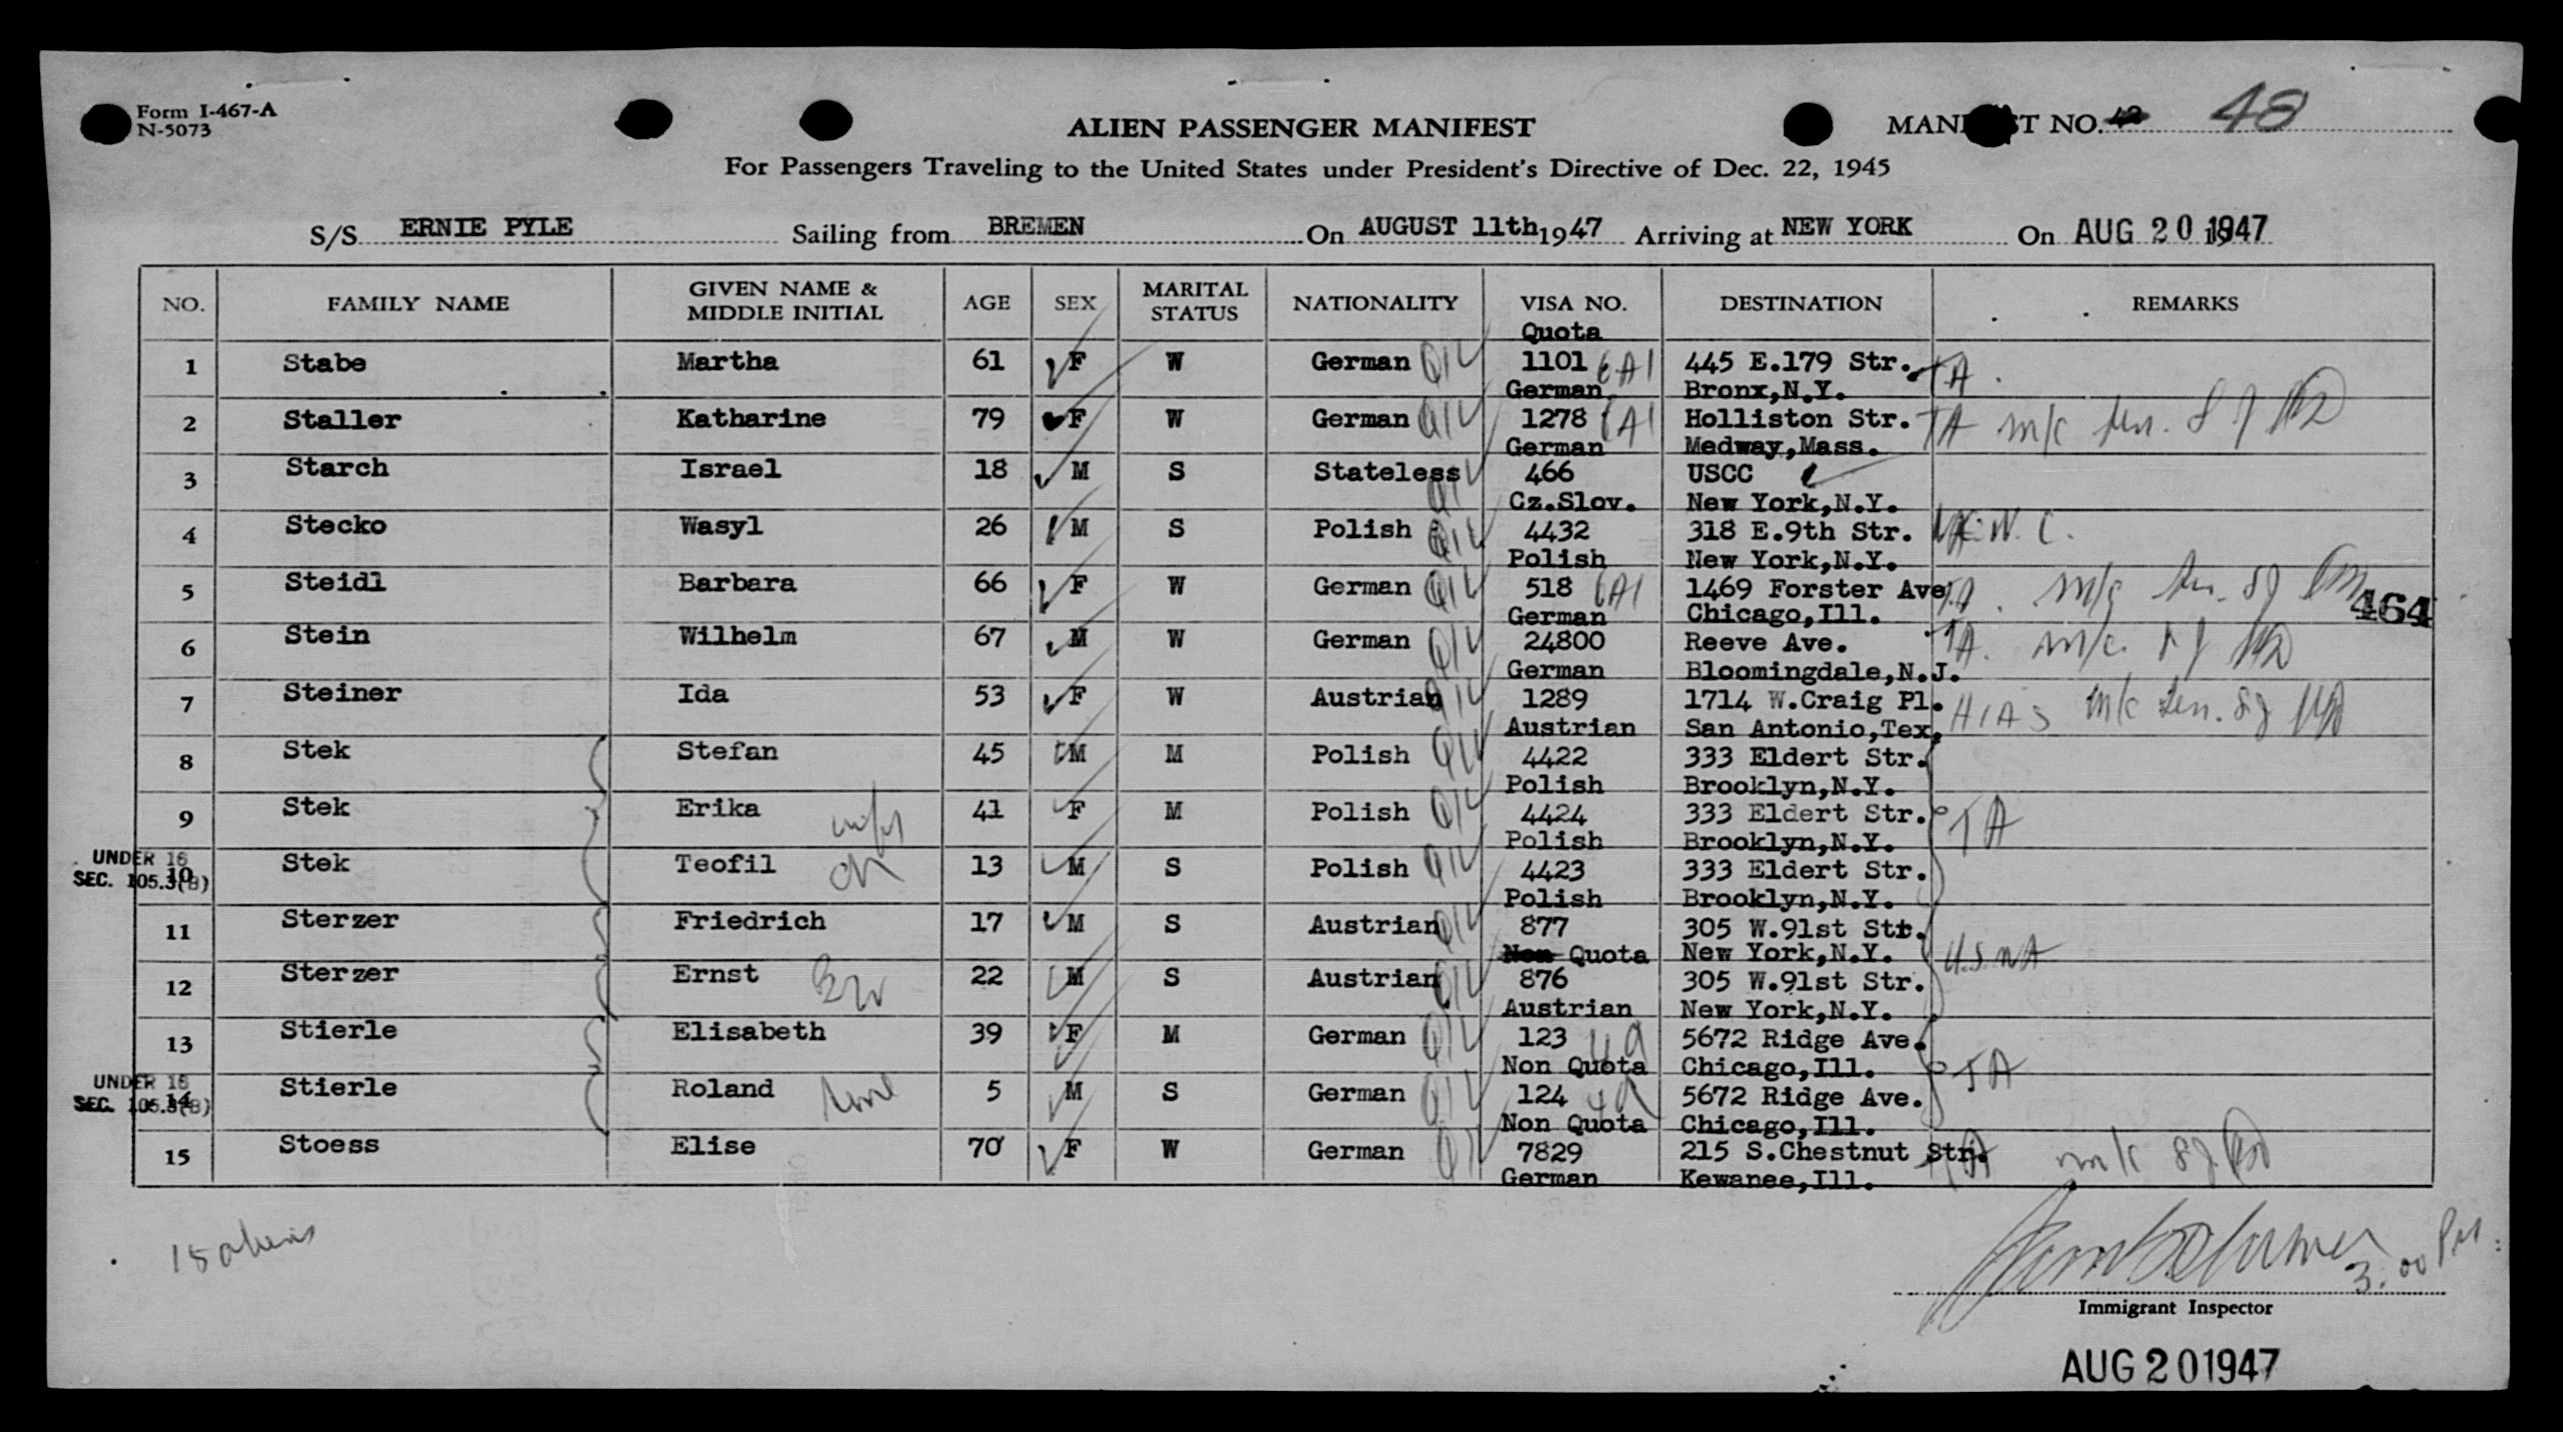 Form I-467-A
N-5073
ALIEN PASSENGER MANIFEST
MANIFEST NO. 42 48
For Passengers Traveling to the United States under President's Directive of Dec. 22, 1945
S/S ERNIE PYLE Sailing from BREMEN On AUGUST 11th 1947 Arriving at NEW YORK On AUG 20 1947
NO. FAMILY NAME GIVEN NAME & MIDDLE INITIAL AGE SEX MARITAL STATUS NATIONALITY VISA NO. DESTINATION REMARKS
Quota
1 Stabe Martha 61 F W German 1101 6A1 445 E.179 Str. TA
German Bronx,N.Y.
2 Staller Katharine 79 F W German 1278 6A1 Holliston Str. TA m/c
German Medway,Mass.
3 Starch Israel 18 M S Stateless 466 USCC
Cz.Slov. New York,N.Y.
4 Stecko Wasyl 26 M S Polish 4432 318 E.9th Str.
Polish New York,N.Y.
5 Steidl Barbara 66 F W German 518 6A1 1469 Forster Ave TA. m/c
464
German Chicago,Ill.
6 Stein Wilhelm 67 M W German 24800 Reeve Ave. TA. m/c.
German Bloomingdale,N.J.
7 Steiner Ida 53 F W Austrian 1289 1714 W.Craig Pl. HIAS m/c
Austrian San Antonio,Tex,
8 Stek Stefan 45 M M Polish 4422 333 Eldert Str.
Polish Brooklyn,N.Y.
9 Stek Erika 41 F M Polish 4424 333 Eldert Str. TA
Polish Brooklyn,N.Y.
UNDER 16
SEC. 105.3(B)
10 Stek Teofil 13 M S Polish 4423 333 Eldert Str.
Polish Brooklyn,N.Y.
11 Sterzer Friedrich 17 M S Austrian 877 305 W.91st Stt.
Non Quota New York,N.Y. U.S.NA
12 Sterzer Ernst 22 M S Austrian 876 305 W.91st Str.
Austrian New York,N.Y.
13 Stierle Elisabeth 39 F M German 123 4a 5672 Ridge Ave.
Non Quota Chicago,Ill. TA
UNDER 16
SEC. 105.3(B)
14 Stierle Roland 5 M S German 124 4a 5672 Ridge Ave.
Non Quota Chicago,Ill.
15 Stoess Elise 70 F W German 7829 215 S.Chestnut Str. TA m/c
German Kewanee,Ill.
15 aliens
3.00 PM
Immigrant Inspector
AUG 20 1947